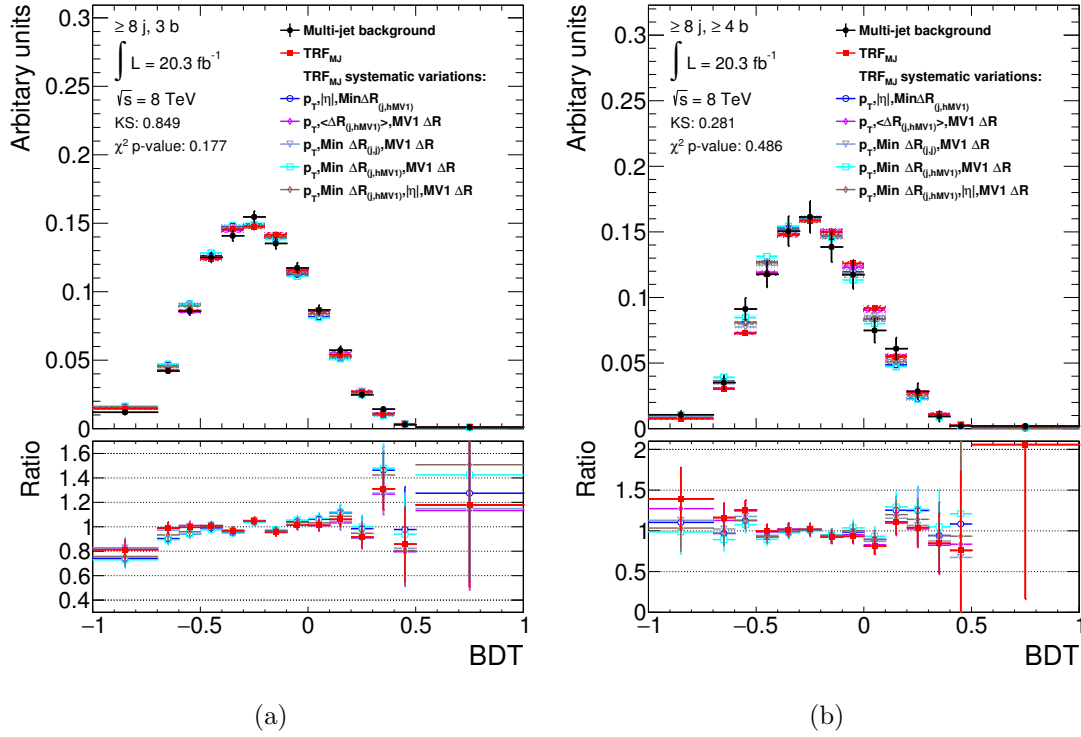 Arbitary units
0.3
0.25
0.2
0.15
0.1
0.05
0
≥ 8 j, 3 b
∫ L = 20.3 fb⁻¹
√s = 8 TeV
KS: 0.849
χ² p-value: 0.177
Multi-jet background
TRF_MJ
TRF_MJ systematic variations:
p_T,|η|,MinΔR_(j,hMV1)
p_T,<ΔR_(j,hMV1)>,MV1 ΔR
p_T,Min ΔR_(j,j),MV1 ΔR
p_T,Min ΔR_(j,hMV1),MV1 ΔR
p_T,Min ΔR_(j,hMV1),|η|,MV1 ΔR
Ratio
1.6
1.4
1.2
1
0.8
0.6
0.4
−1 −0.5 0 0.5 1
BDT
(a)
Arbitary units
0.3
0.25
0.2
0.15
0.1
0.05
0
≥ 8 j, ≥ 4 b
∫ L = 20.3 fb⁻¹
√s = 8 TeV
KS: 0.281
χ² p-value: 0.486
Multi-jet background
TRF_MJ
TRF_MJ systematic variations:
p_T,|η|,MinΔR_(j,hMV1)
p_T,<ΔR_(j,hMV1)>,MV1 ΔR
p_T,Min ΔR_(j,j),MV1 ΔR
p_T,Min ΔR_(j,hMV1),MV1 ΔR
p_T,Min ΔR_(j,hMV1),|η|,MV1 ΔR
Ratio
2
1.5
1
0.5
0
−1 −0.5 0 0.5 1
BDT
(b)